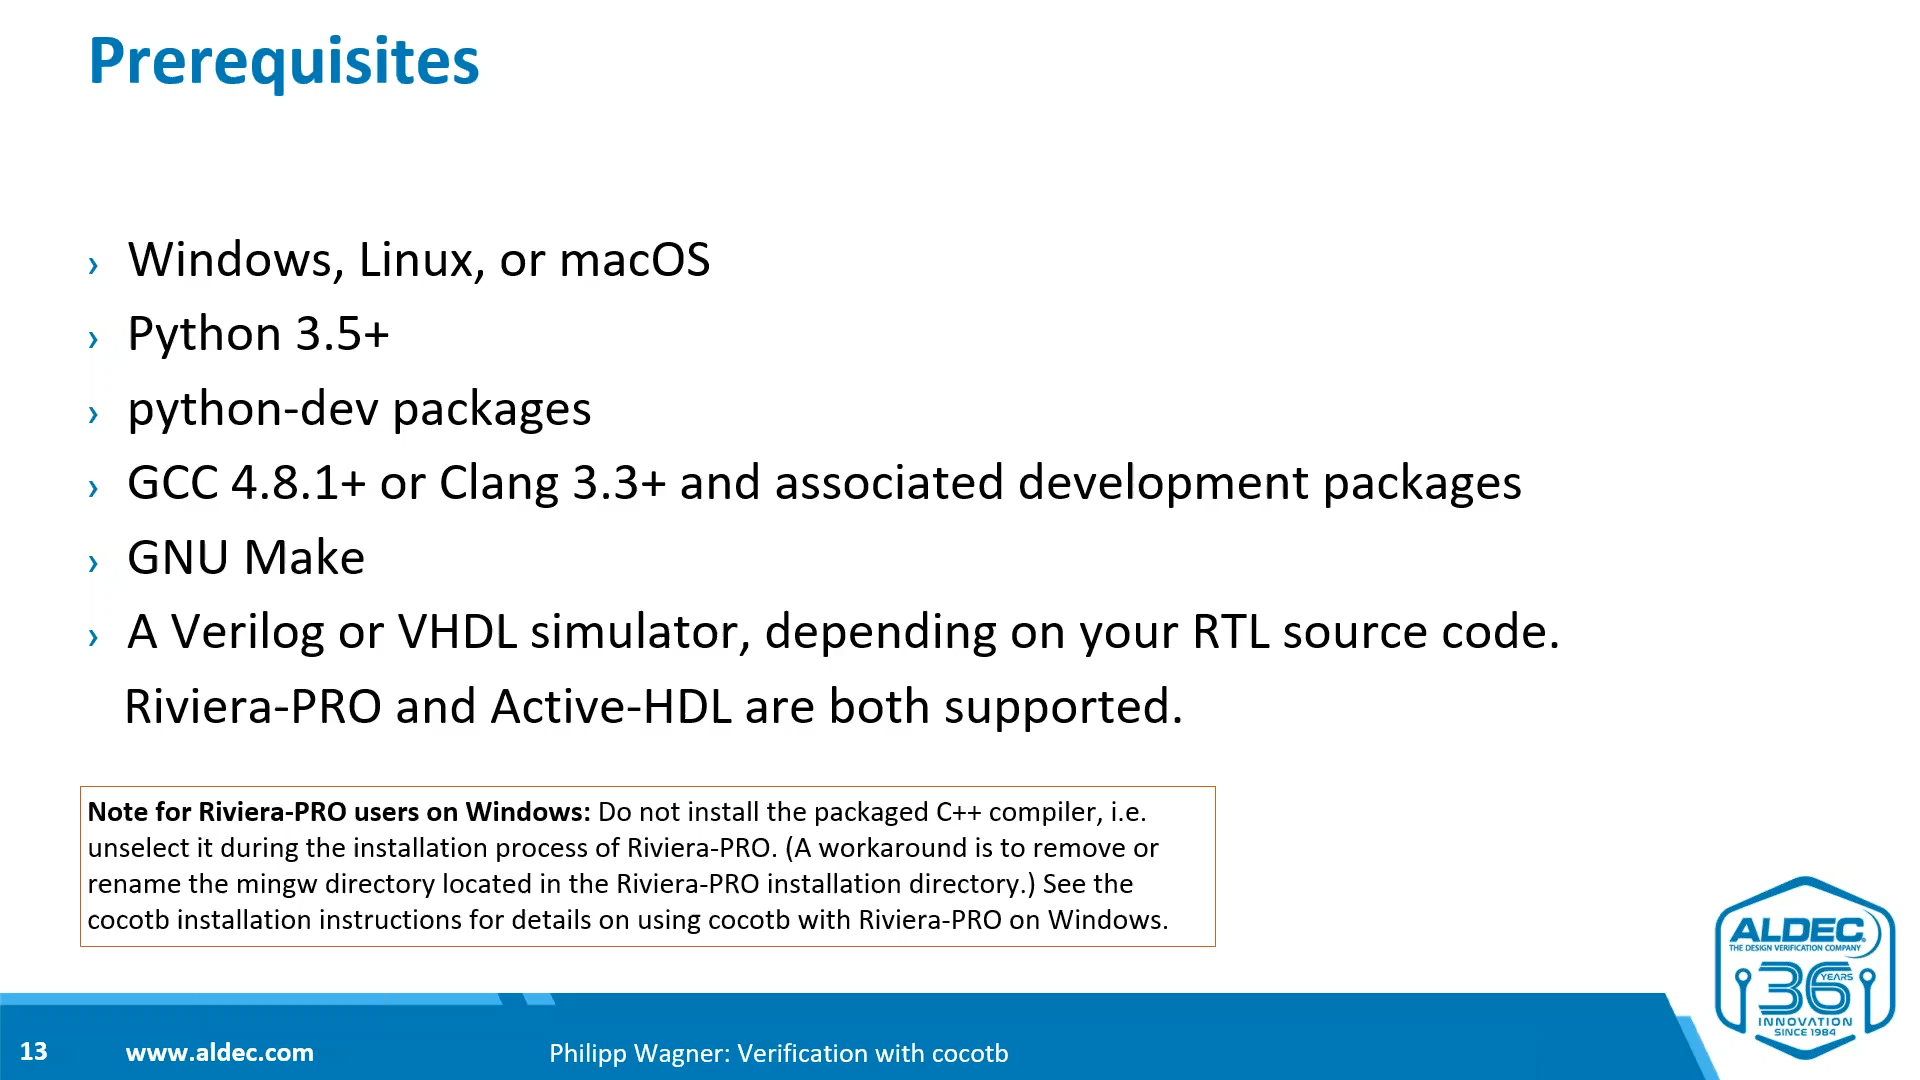 Prerequisites
› Windows, Linux, or macOS
› Python 3.5+
› python-dev packages
› GCC 4.8.1+ or Clang 3.3+ and associated development packages
› GNU Make
› A Verilog or VHDL simulator, depending on your RTL source code.
Riviera-PRO and Active-HDL are both supported.
Note for Riviera-PRO users on Windows: Do not install the packaged C++ compiler, i.e.
unselect it during the installation process of Riviera-PRO. (A workaround is to remove or
rename the mingw directory located in the Riviera-PRO installation directory.) See the
cocotb installation instructions for details on using cocotb with Riviera-PRO on Windows.
ALDEC®
THE DESIGN VERIFICATION COMPANY
36 YEARS
INNOVATION
SINCE 1984
13 www.aldec.com Philipp Wagner: Verification with cocotb